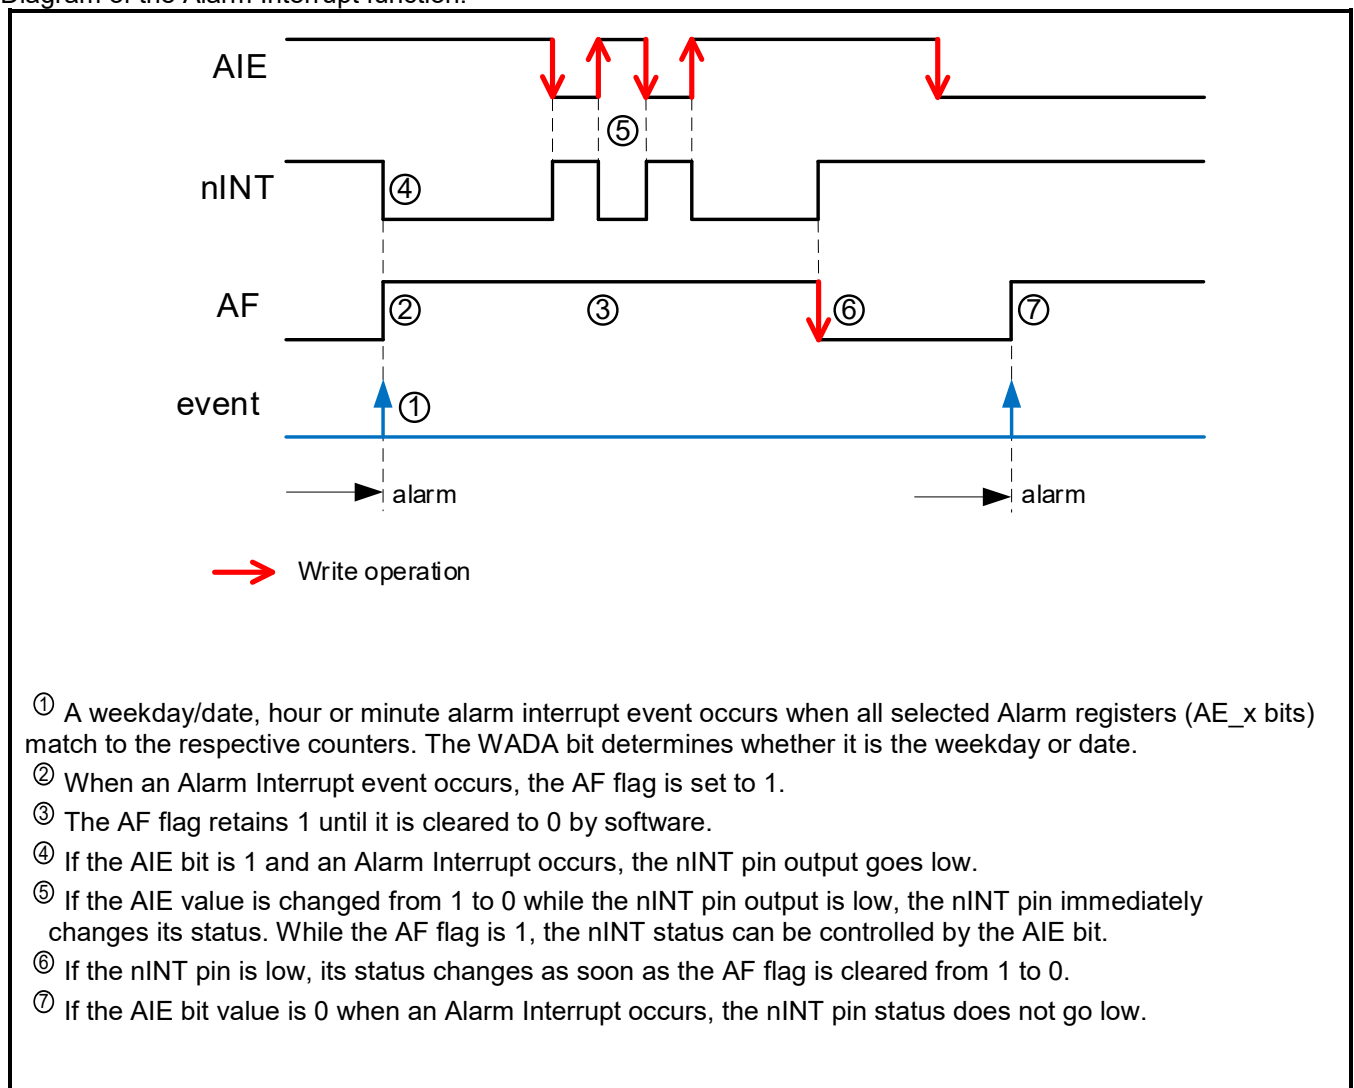 Diagram of the Alarm Interrupt function:
AIE
⑤
nINT
④
AF
② ③ ⑥ ⑦
event
①
alarm alarm
Write operation
① A weekday/date, hour or minute alarm interrupt event occurs when all selected Alarm registers (AE_x bits)
match to the respective counters. The WADA bit determines whether it is the weekday or date.
② When an Alarm Interrupt event occurs, the AF flag is set to 1.
③ The AF flag retains 1 until it is cleared to 0 by software.
④ If the AIE bit is 1 and an Alarm Interrupt occurs, the nINT pin output goes low.
⑤ If the AIE value is changed from 1 to 0 while the nINT pin output is low, the nINT pin immediately
changes its status. While the AF flag is 1, the nINT status can be controlled by the AIE bit.
⑥ If the nINT pin is low, its status changes as soon as the AF flag is cleared from 1 to 0.
⑦ If the AIE bit value is 0 when an Alarm Interrupt occurs, the nINT pin status does not go low.